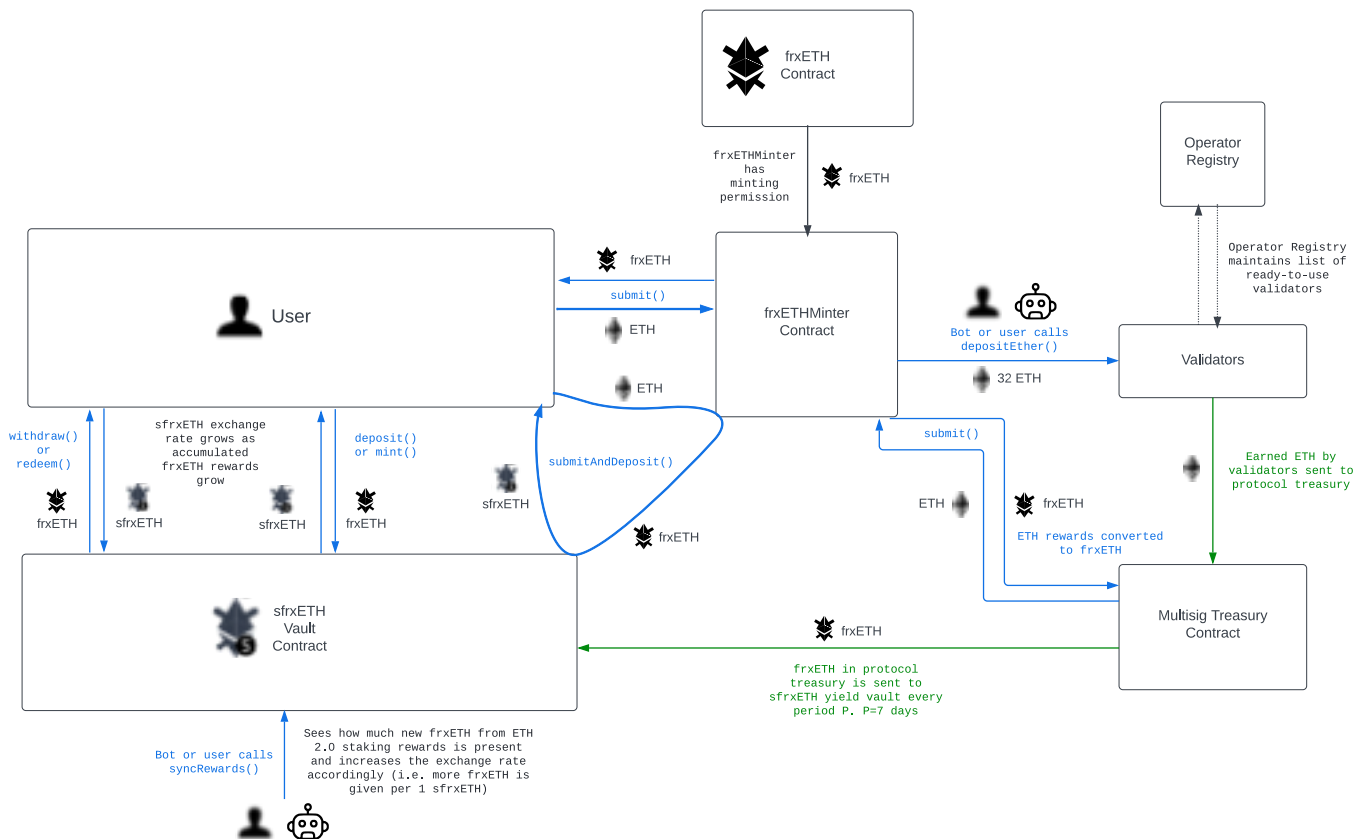 frxETH
Contract
frxETHMinter
has
minting
permission
frxETH
Operator
Registry
Operator Registry
maintains list of
ready-to-use
validators
User
frxETH
submit()
ETH
ETH
frxETHMinter
Contract
Bot or user calls
depositEther()
32 ETH
Validators
withdraw()
or
redeem()
frxETH
sfrxETH
sfrxETH exchange
rate grows as
accumulated
frxETH rewards
grow
sfrxETH
deposit()
or mint()
frxETH
submitAndDeposit()
sfrxETH
frxETH
submit()
ETH
frxETH
ETH rewards converted
to frxETH
Earned ETH by
validators sent to
protocol treasury
sfrxETH
Vault
Contract
Multisig Treasury
Contract
frxETH
frxETH in protocol
treasury is sent to
sfrxETH yield vault every
period P. P=7 days
Bot or user calls
syncRewards()
Sees how much new frxETH from ETH
2.0 staking rewards is present
and increases the exchange rate
accordingly (i.e. more frxETH is
given per 1 sfrxETH)